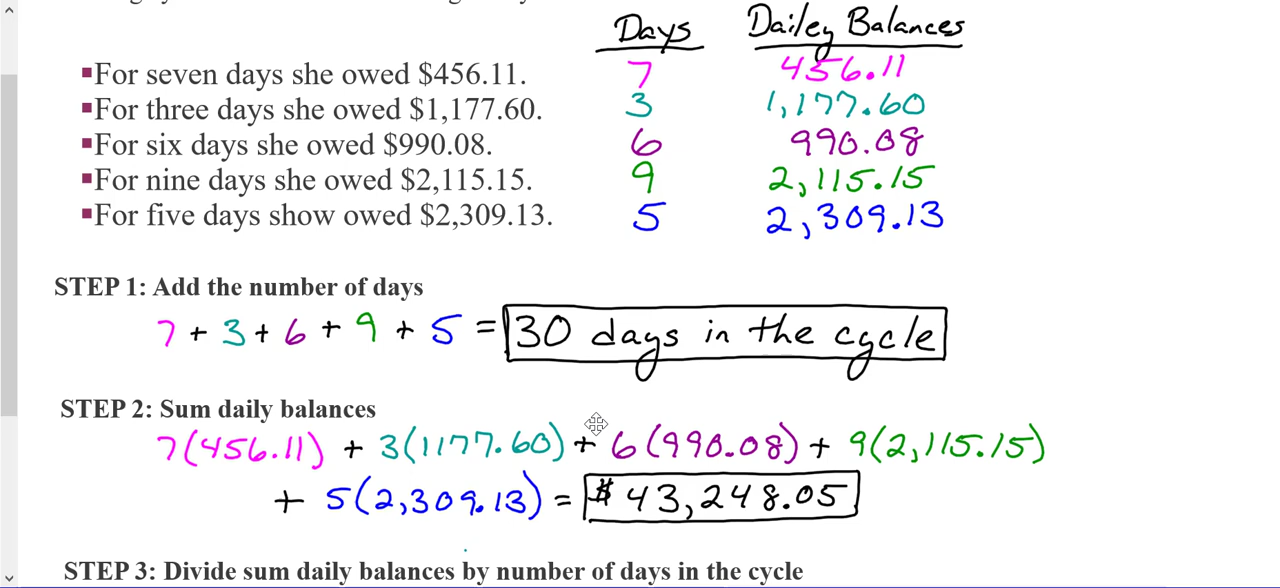 Days Dailey Balances
▪For seven days she owed $456.11. 7 456.11
▪For three days she owed $1,177.60. 3 1,177.60
▪For six days she owed $990.08. 6 990.08
▪For nine days she owed $2,115.15. 9 2,115.15
▪For five days show owed $2,309.13. 5 2,309.13
STEP 1: Add the number of days
7 + 3 + 6 + 9 + 5 = 30 days in the cycle
STEP 2: Sum daily balances
7(456.11) + 3(1177.60) + 6(990.08) + 9(2,115.15)
+ 5(2,309.13) = $43,248.05
STEP 3: Divide sum daily balances by number of days in the cycle